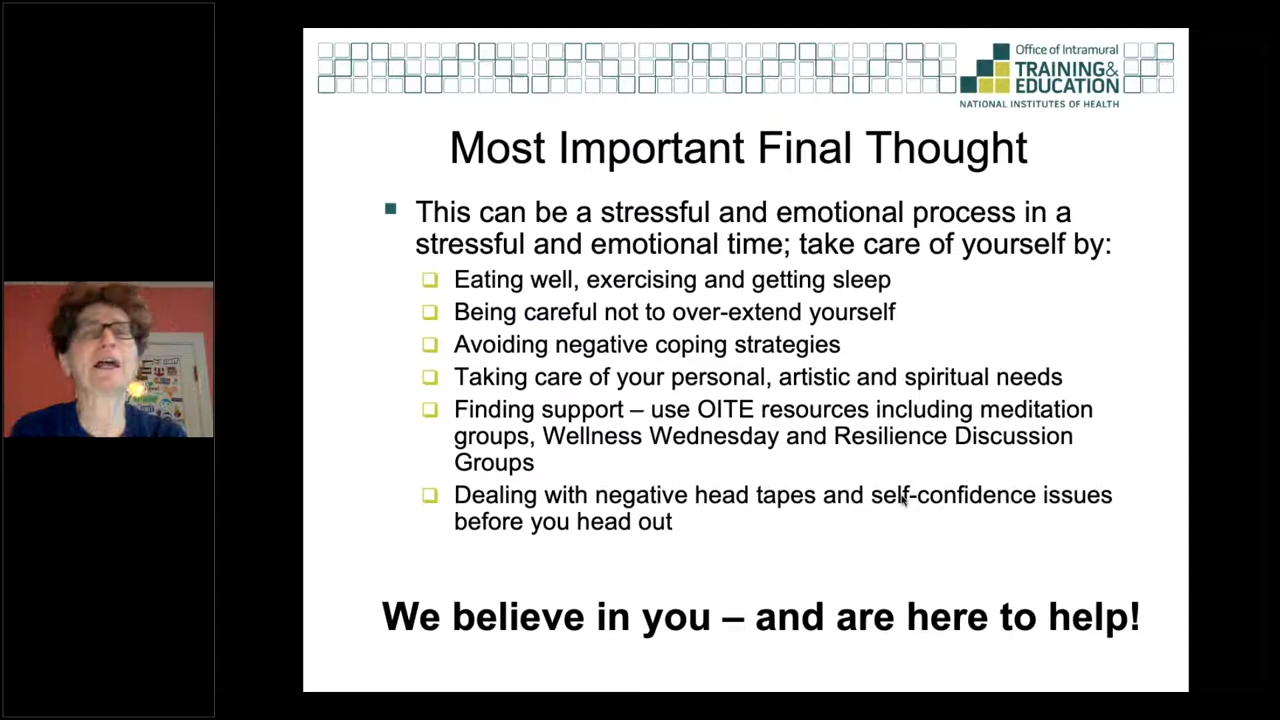 Office of Intramural
TRAINING&
EDUCATION
NATIONAL INSTITUTES OF HEALTH
Most Important Final Thought
This can be a stressful and emotional process in a
stressful and emotional time; take care of yourself by:
Eating well, exercising and getting sleep
Being careful not to over-extend yourself
Avoiding negative coping strategies
Taking care of your personal, artistic and spiritual needs
Finding support – use OITE resources including meditation
groups, Wellness Wednesday and Resilience Discussion
Groups
Dealing with negative head tapes and self-confidence issues
before you head out
We believe in you – and are here to help!